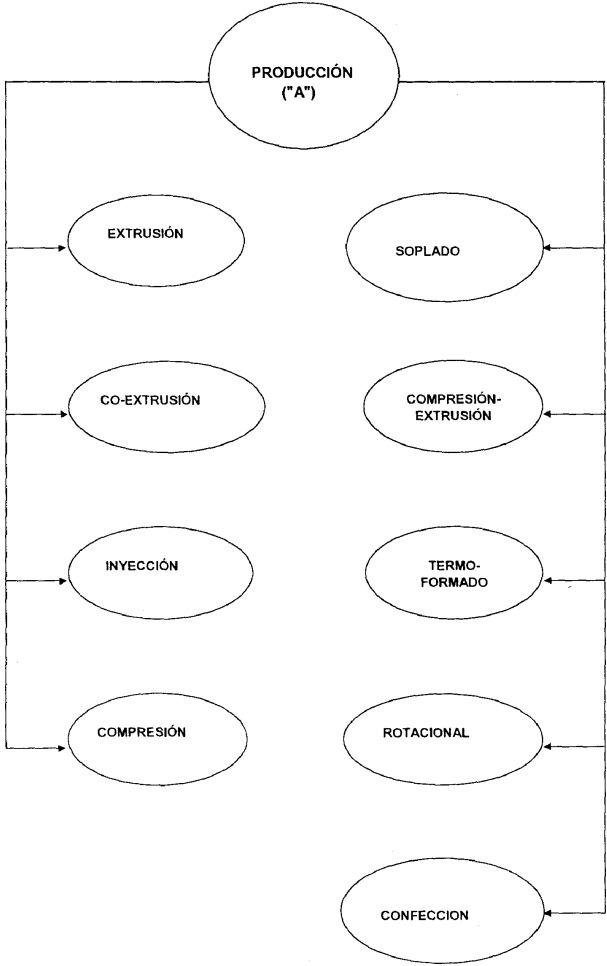 PRODUCCIÓN
("A")
EXTRUSIÓN
SOPLADO
CO-EXTRUSIÓN
COMPRESIÓN-
EXTRUSIÓN
INYECCIÓN
TERMO-
FORMADO
COMPRESIÓN
ROTACIONAL
CONFECCION